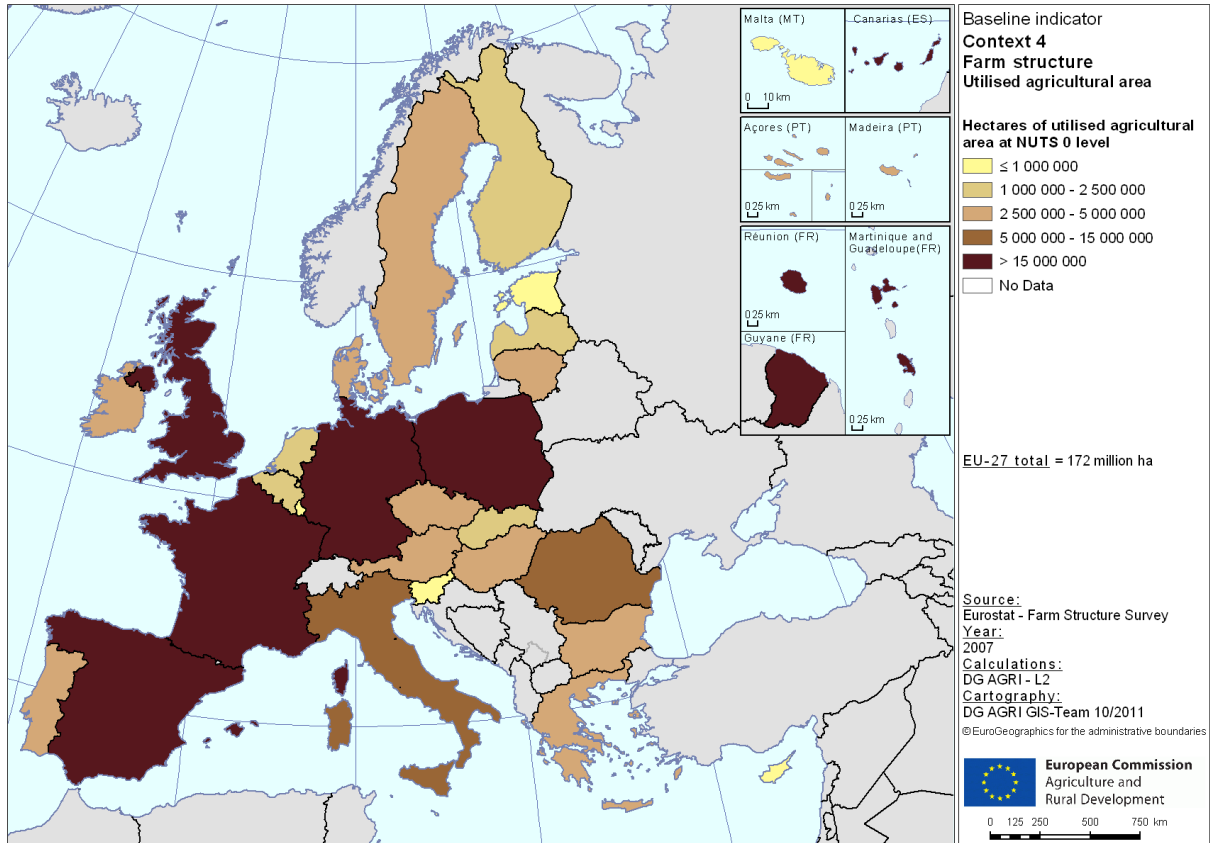 Malta (MT)
0 10 km
Canarias (ES)
Açores (PT)
0 25 km
Madeira (PT)
0 25 km
Réunion (FR)
0 25 km
Martinique and
Guadeloupe(FR)
Guyane (FR)
0 25 km
Baseline indicator
Context 4
Farm structure
Utilised agricultural area
Hectares of utilised agricultural
area at NUTS 0 level
≤ 1 000 000
1 000 000 - 2 500 000
2 500 000 - 5 000 000
5 000 000 - 15 000 000
> 15 000 000
No Data
EU-27 total = 172 million ha
Source:
Eurostat - Farm Structure Survey
Year:
2007
Calculations:
DG AGRI - L2
Cartography:
DG AGRI GIS-Team 10/2011
© EuroGeographics for the administrative boundaries
European Commission
Agriculture and
Rural Development
0 125 250 500 750 km